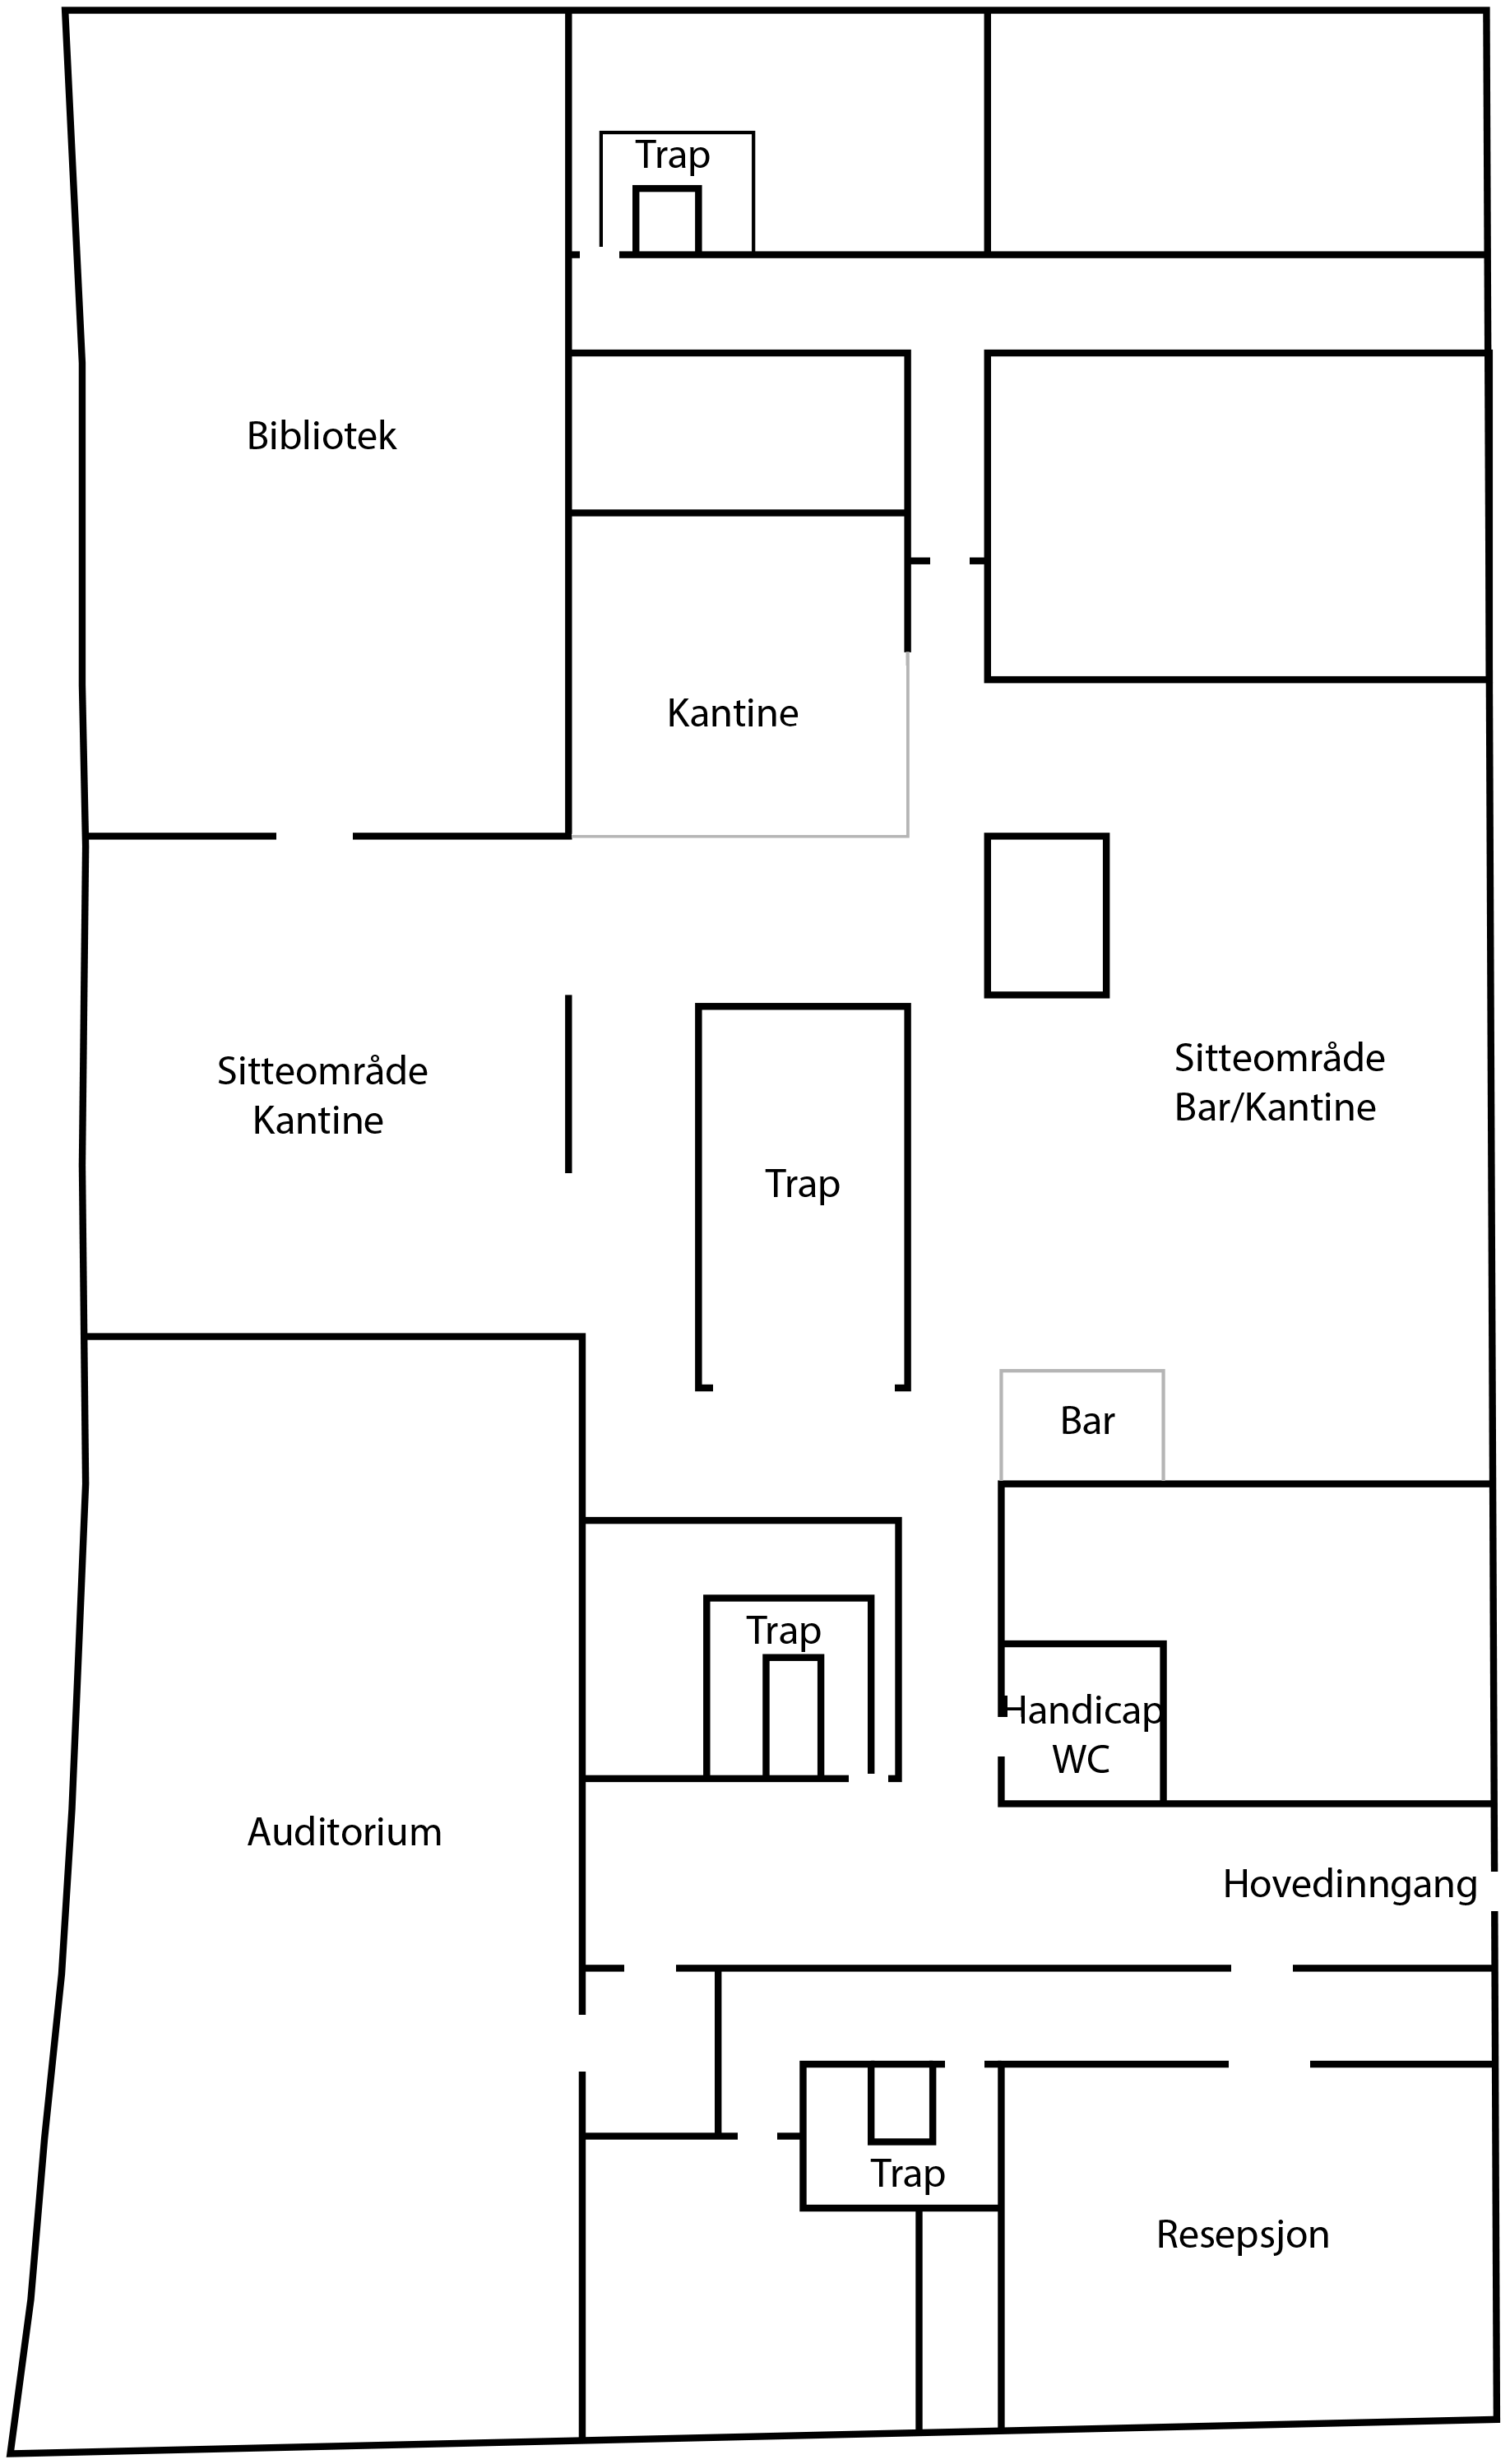 Trap
Bibliotek
Kantine
Sitteområde
Kantine
Sitteområde
Bar/Kantine
Trap
Bar
Trap
Handicap
WC
Auditorium
Hovedinngang
Trap
Resepsjon